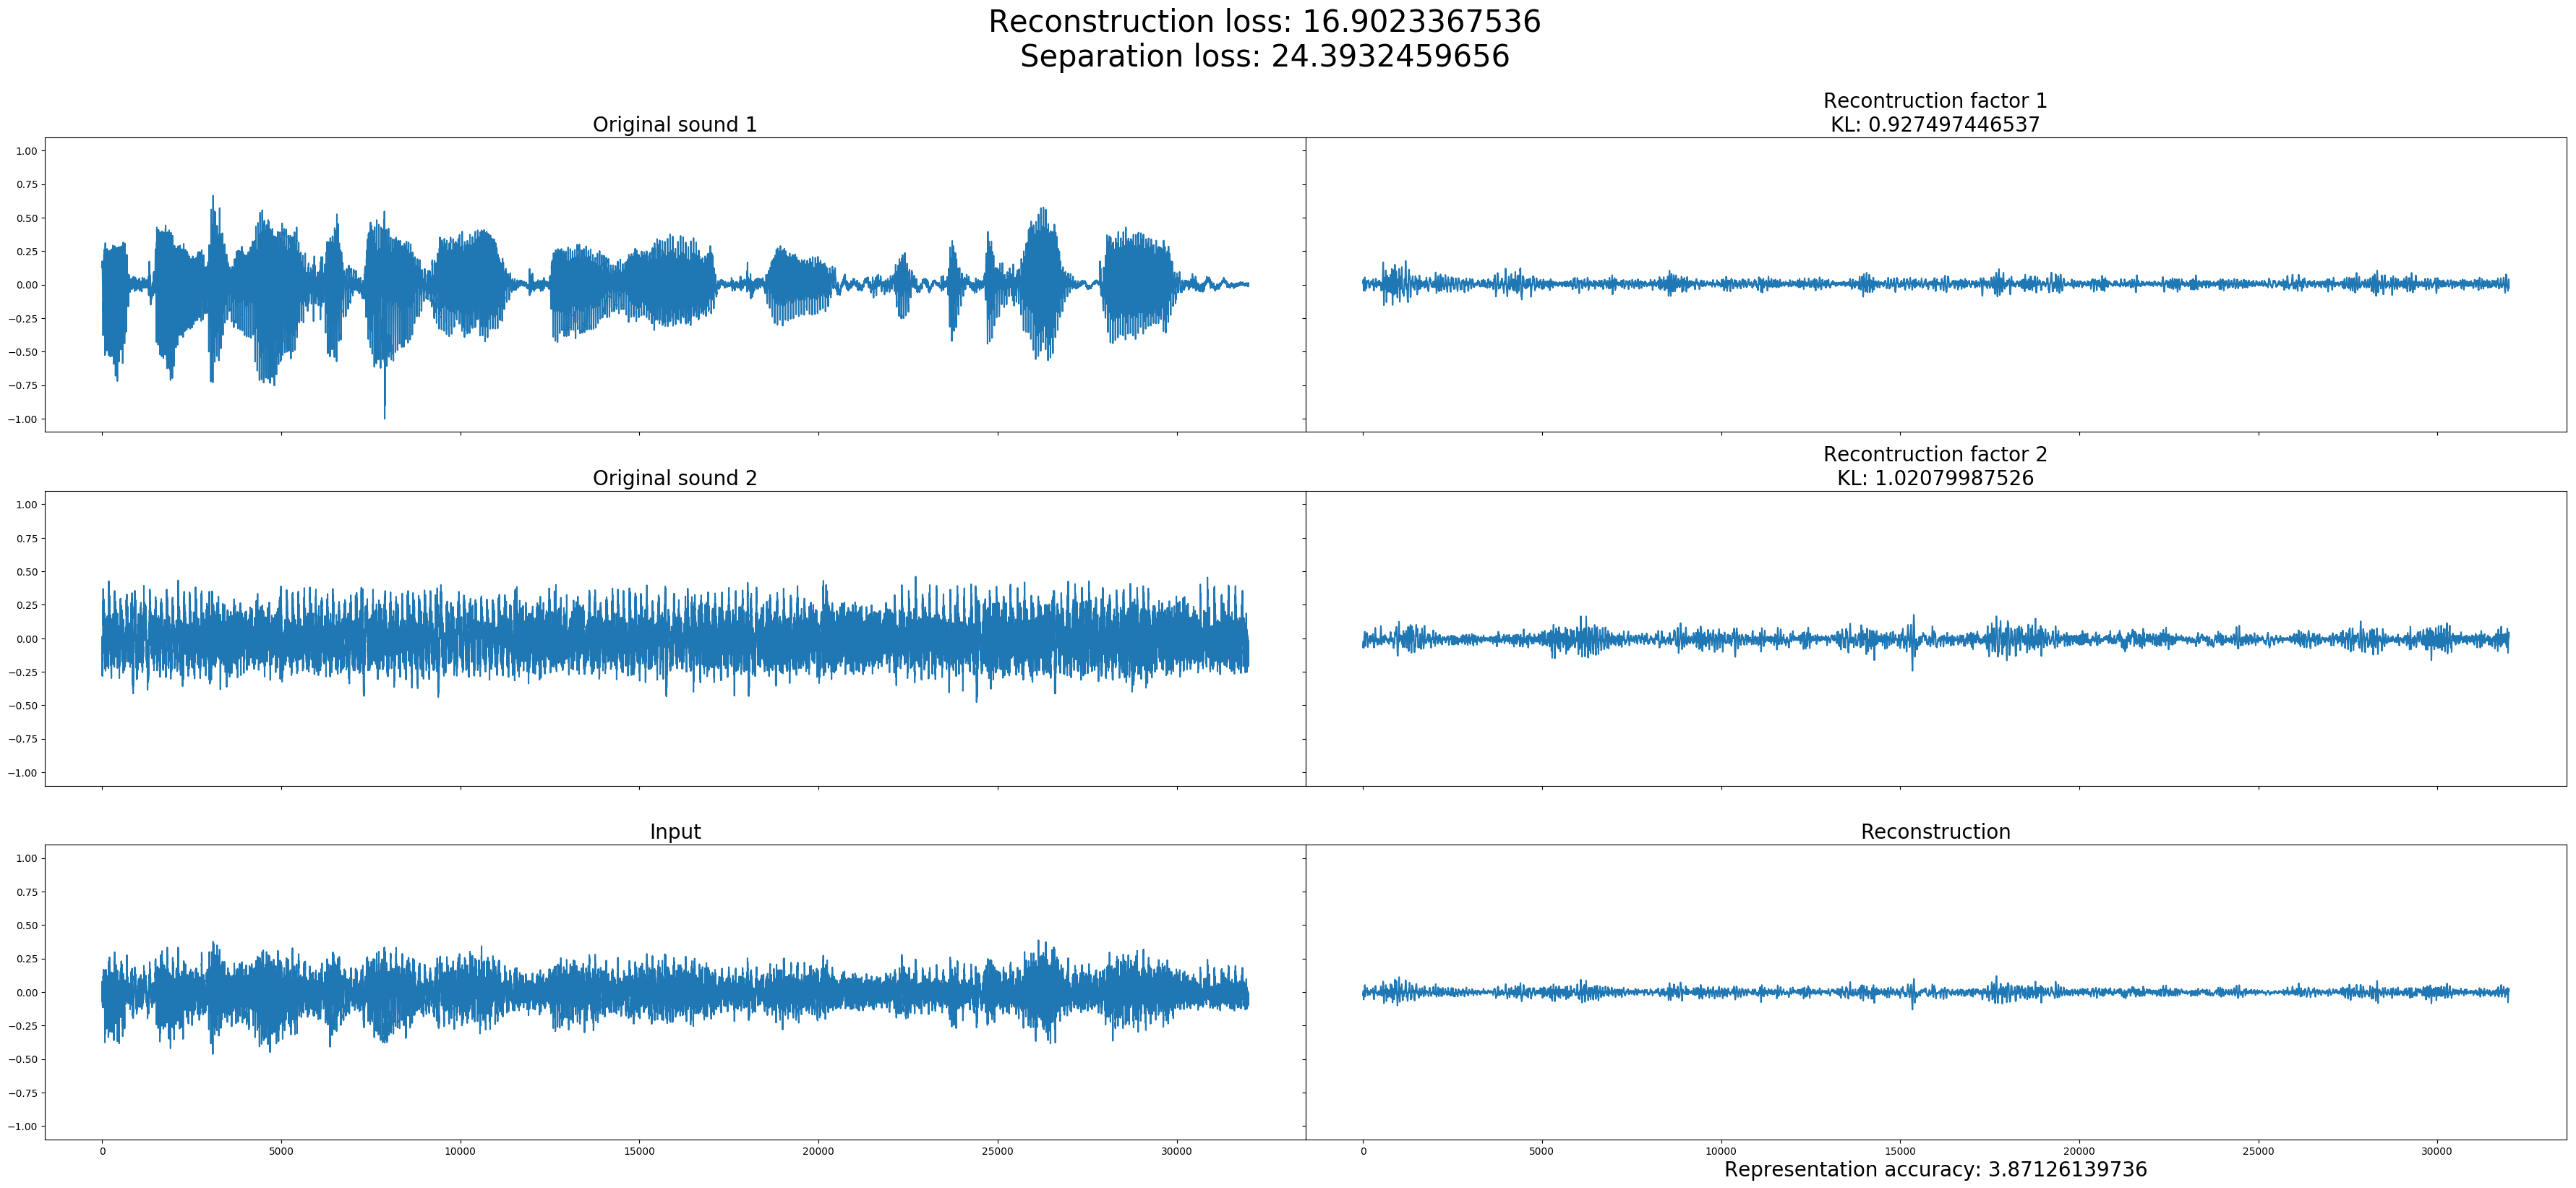 Reconstruction loss: 16.9023367536
Separation loss: 24.3932459656
Original sound 1
Recontruction factor 1
KL: 0.927497446537
1.00
0.75
0.50
0.25
0.00
−0.25
−0.50
−0.75
−1.00
Original sound 2
Recontruction factor 2
KL: 1.02079987526
1.00
0.75
0.50
0.25
0.00
−0.25
−0.50
−0.75
−1.00
Input
Reconstruction
1.00
0.75
0.50
0.25
0.00
−0.25
−0.50
−0.75
−1.00
0 5000 10000 15000 20000 25000 30000
0 5000 10000 15000 20000 25000 30000
Representation accuracy: 3.87126139736